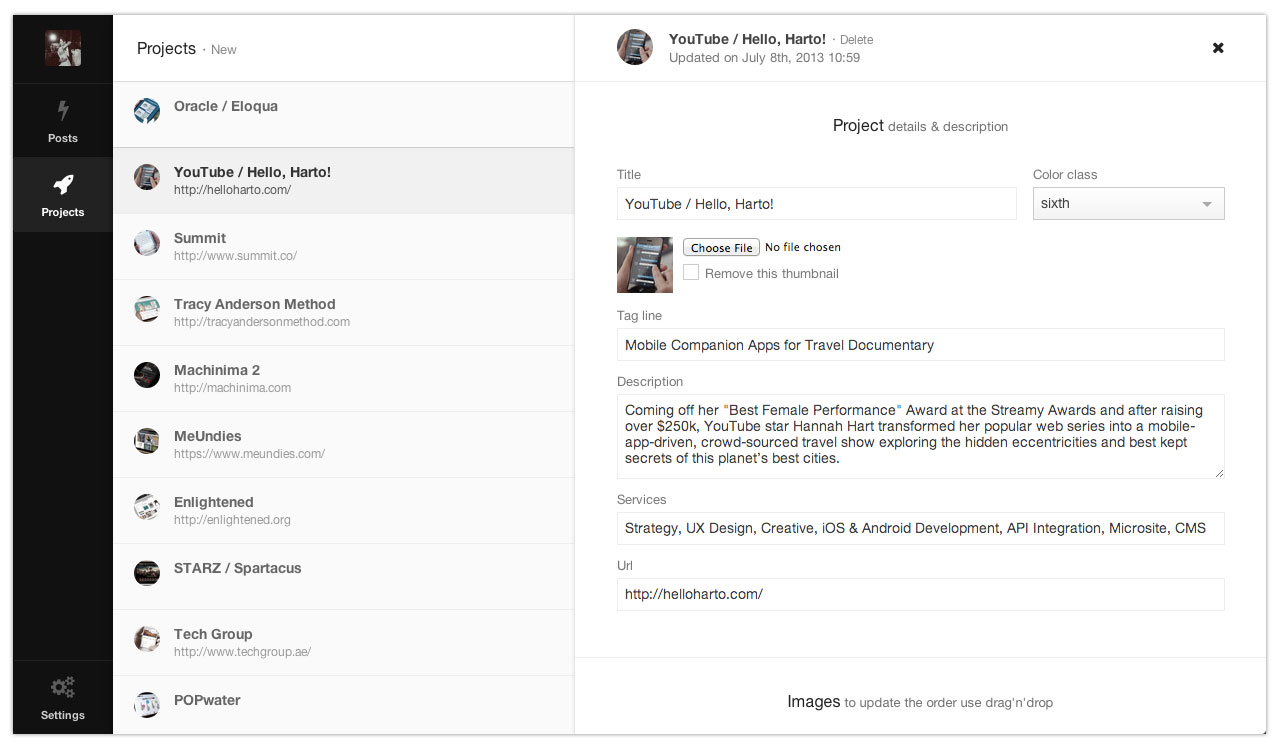 Posts
Projects
Settings
Projects · New
Oracle / Eloqua
YouTube / Hello, Harto!
http://helloharto.com/
Summit
http://www.summit.co/
Tracy Anderson Method
http://tracyandersonmethod.com
Machinima 2
http://machinima.com
MeUndies
https://www.meundies.com/
Enlightened
http://enlightened.org
STARZ / Spartacus
Tech Group
http://www.techgroup.ae/
POPwater
YouTube / Hello, Harto! · Delete
Updated on July 8th, 2013 10:59
Project details & description
Title
Color class
YouTube / Hello, Harto!
sixth
Choose File No file chosen
Remove this thumbnail
Tag line
Mobile Companion Apps for Travel Documentary
Description
Coming off her "Best Female Performance" Award at the Streamy Awards and after raising
over $250k, YouTube star Hannah Hart transformed her popular web series into a mobile-
app-driven, crowd-sourced travel show exploring the hidden eccentricities and best kept
secrets of this planet’s best cities.
Services
Strategy, UX Design, Creative, iOS & Android Development, API Integration, Microsite, CMS
Url
http://helloharto.com/
Images to update the order use drag'n'drop